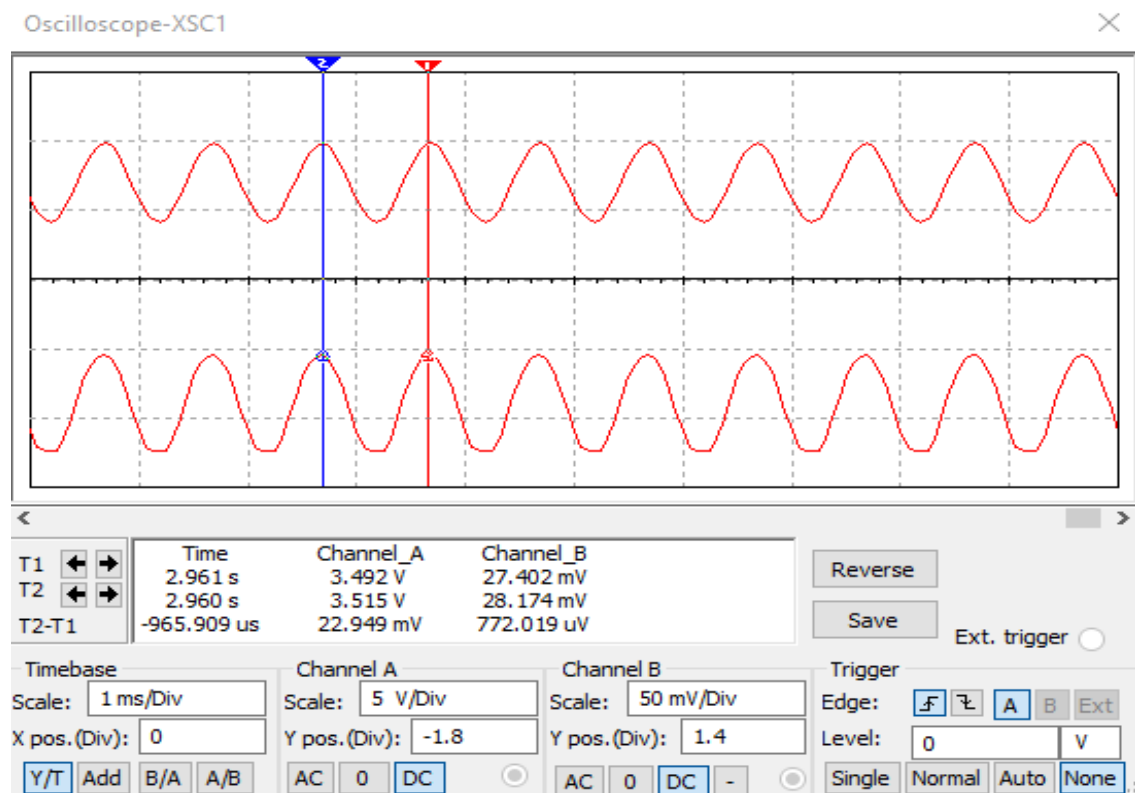 Oscilloscope-XSC1
2 1
Time Channel_A Channel_B
T1 2.961 s 3.492 V 27.402 mV Reverse
T2 2.960 s 3.515 V 28.174 mV
T2-T1 -965.909 us 22.949 mV 772.019 uV Save
Ext. trigger
Timebase Channel A Channel B Trigger
Scale: 1 ms/Div Scale: 5 V/Div Scale: 50 mV/Div Edge: A B Ext
X pos.(Div): 0 Y pos.(Div): -1.8 Y pos.(Div): 1.4 Level: 0 V
Y/T Add B/A A/B AC 0 DC AC 0 DC - Single Normal Auto None